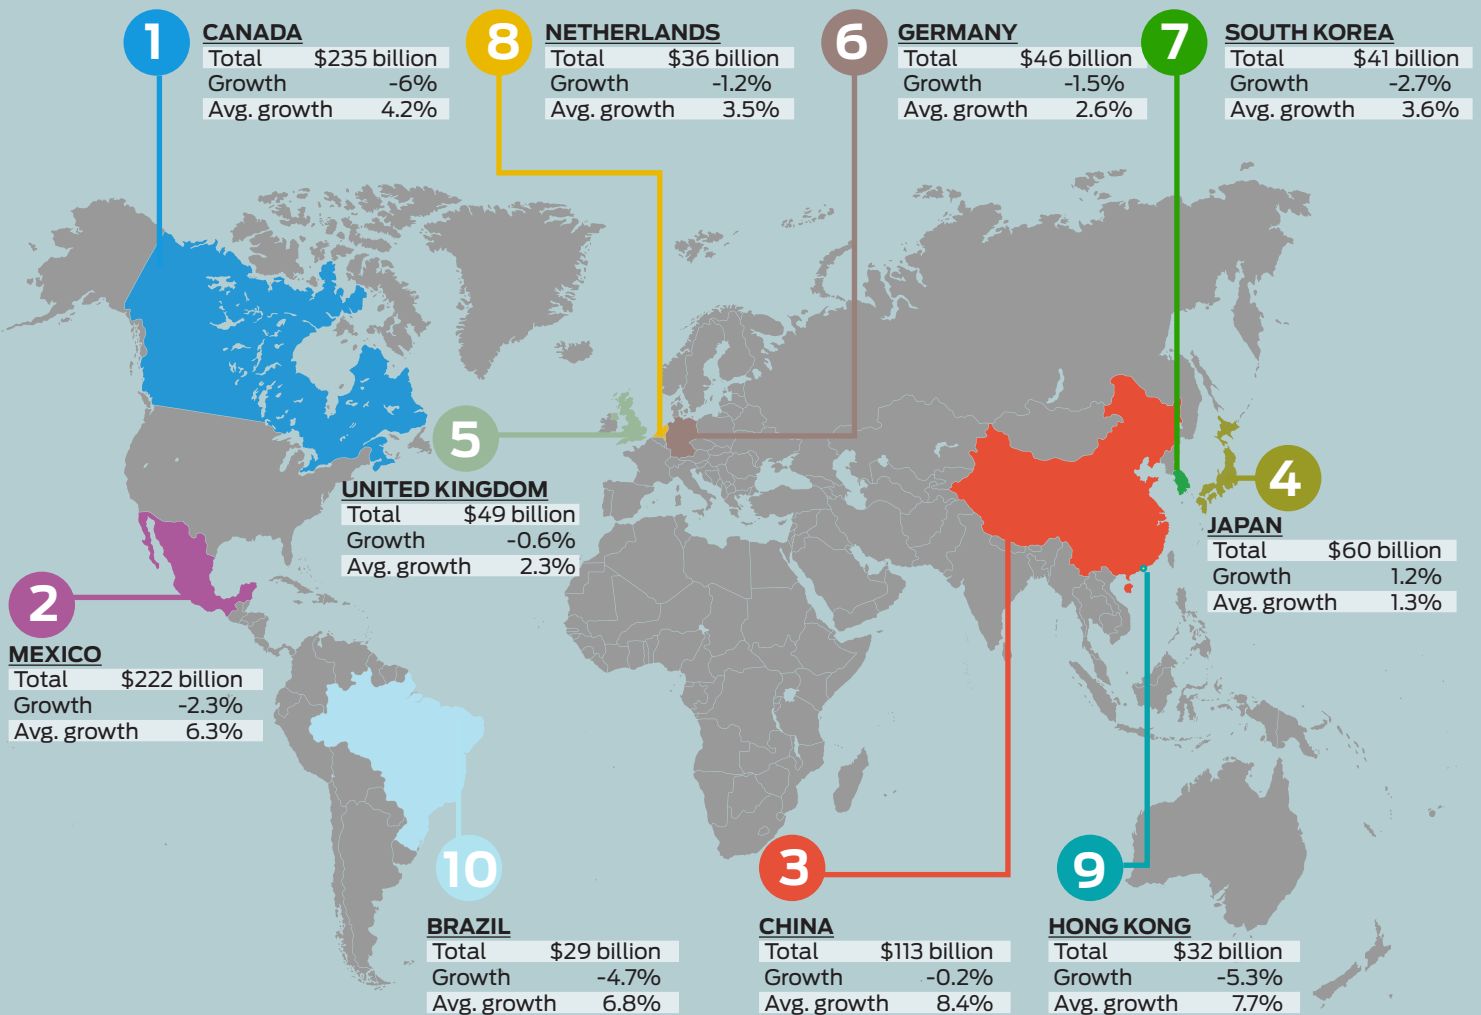 1
CANADA
Total $235 billion
Growth -6%
Avg. growth 4.2%
8
NETHERLANDS
Total $36 billion
Growth -1.2%
Avg. growth 3.5%
6
GERMANY
Total $46 billion
Growth -1.5%
Avg. growth 2.6%
7
SOUTH KOREA
Total $41 billion
Growth -2.7%
Avg. growth 3.6%
5
UNITED KINGDOM
Total $49 billion
Growth -0.6%
Avg. growth 2.3%
4
JAPAN
Total $60 billion
Growth 1.2%
Avg. growth 1.3%
2
MEXICO
Total $222 billion
Growth -2.3%
Avg. growth 6.3%
10
BRAZIL
Total $29 billion
Growth -4.7%
Avg. growth 6.8%
3
CHINA
Total $113 billion
Growth -0.2%
Avg. growth 8.4%
9
HONG KONG
Total $32 billion
Growth -5.3%
Avg. growth 7.7%